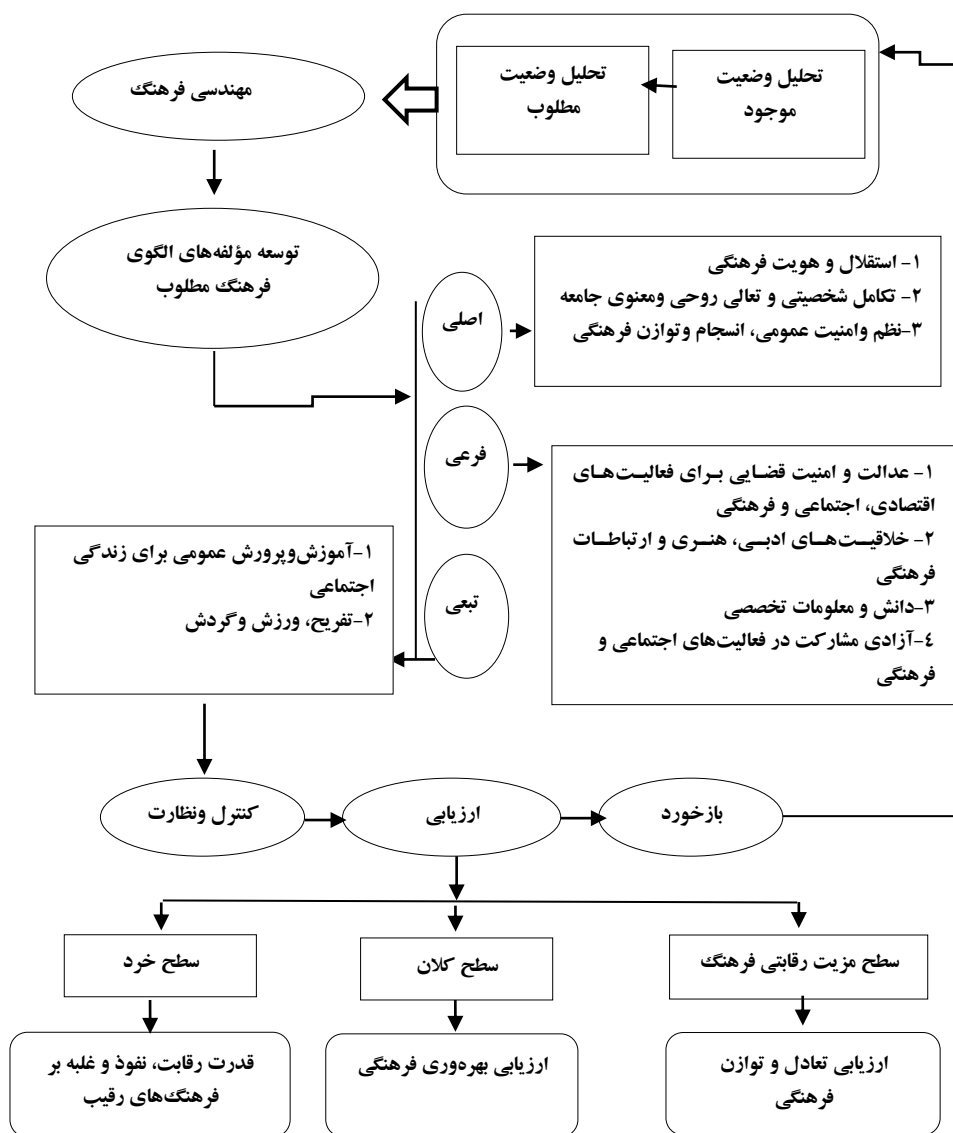 تحلیل وضعیت
موجود
تحلیل وضعیت
مطلوب
مهندسی فرهنگ
توسعه مؤلفه‌های الگوی
فرهنگ مطلوب
اصلی
۱- استقلال و هویت فرهنگی
۲- تکامل شخصیتی و تعالی روحی ومعنوی جامعه
۳-نظم وامنیت عمومی، انسجام وتوازن فرهنگی
فرعی
۱- عدالت و امنیت قضایی برای فعالیت‌های
اقتصادی، اجتماعی و فرهنگی
۲- خلاقیت‌های ادبی، هنری و ارتباطات
فرهنگی
۳-دانش و معلومات تخصصی
۴-آزادی مشارکت در فعالیت‌های اجتماعی و
فرهنگی
تبعی
۱-آموزش‌وپرورش عمومی برای زندگی
اجتماعی
۲-تفریح، ورزش وگردش
کنترل ونظارت
ارزیابی
بازخورد
سطح مزیت رقابتی فرهنگ
سطح کلان
سطح خرد
ارزیابی تعادل و توازن
فرهنگی
ارزیابی بهره‌وری فرهنگی
قدرت رقابت، نفوذ و غلبه بر
فرهنگ‌های رقیب